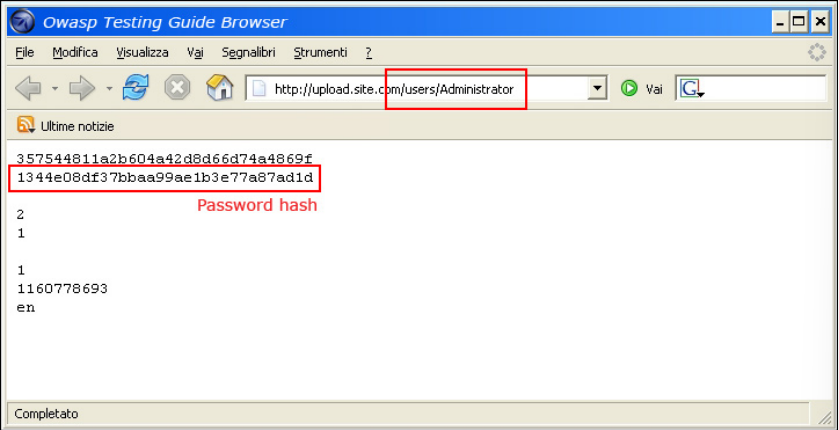 Owasp Testing Guide Browser
File Modifica Visualizza Vai Segnalibri Strumenti ?
http://upload.site.com/users/Administrator Vai G
Ultime notizie
357544811a2b604a42d8d66d74a4869f
1344e08df37bbaa99ae1b3e77a87ad1d
Password hash
2
1
1
1160778693
en
Completato